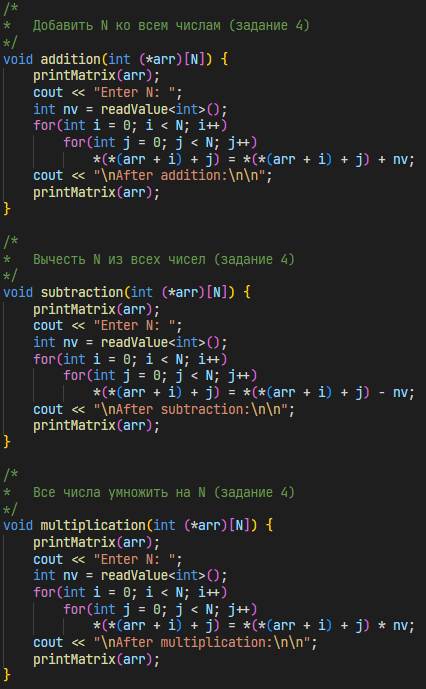 /*
*   Добавить N ко всем числам (задание 4)
*/
void addition(int (*arr)[N]) {
    printMatrix(arr);
    cout << "Enter N: ";
    int nv = readValue<int>();
    for(int i = 0; i < N; i++)
        for(int j = 0; j < N; j++)
            *(*(arr + i) + j) = *(*(arr + i) + j) + nv;
    cout << "\nAfter addition:\n\n";
    printMatrix(arr);
}

/*
*   Вычесть N из всех чисел (задание 4)
*/
void subtraction(int (*arr)[N]) {
    printMatrix(arr);
    cout << "Enter N: ";
    int nv = readValue<int>();
    for(int i = 0; i < N; i++)
        for(int j = 0; j < N; j++)
            *(*(arr + i) + j) = *(*(arr + i) + j) - nv;
    cout << "\nAfter subtraction:\n\n";
    printMatrix(arr);
}

/*
*   Все числа умножить на N (задание 4)
*/
void multiplication(int (*arr)[N]) {
    printMatrix(arr);
    cout << "Enter N: ";
    int nv = readValue<int>();
    for(int i = 0; i < N; i++)
        for(int j = 0; j < N; j++)
            *(*(arr + i) + j) = *(*(arr + i) + j) * nv;
    cout << "\nAfter multiplication:\n\n";
    printMatrix(arr);
}